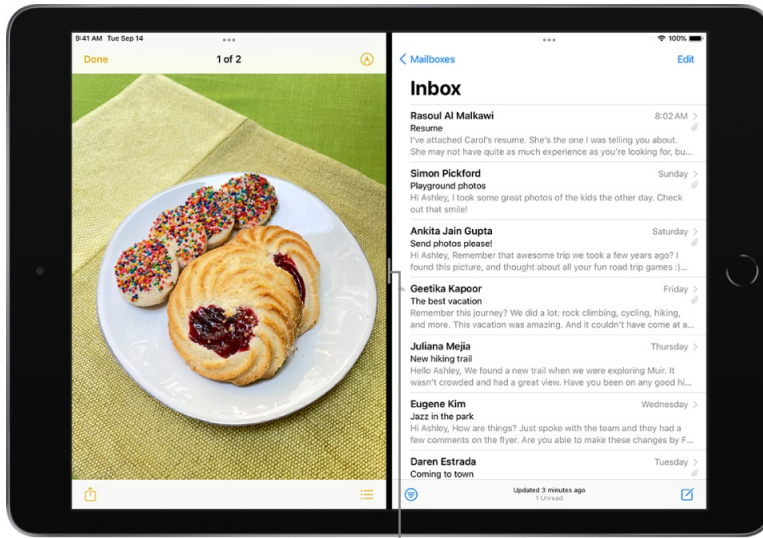 9:41 AM Tue Sep 14
100%
Done
1 of 2
Mailboxes
Edit
Inbox
Rasoul Al Malkawi
8:02 AM
Resume
I've attached Carol's resume. She's the one I was telling you about.
She may not have quite as much experience as you're looking for, bu...
Simon Pickford
Sunday
Playground photos
Hi Ashley, I took some great photos of the kids the other day. Check
out that smile!
Ankita Jain Gupta
Saturday
Send photos please!
Hi Ashley, Remember that awesome trip we took a few years ago? I
found this picture, and thought about all your fun road trip games :)...
Geetika Kapoor
Friday
The best vacation
Remember this journey? We did a lot: rock climbing, cycling, hiking,
and more. This vacation was amazing. And it couldn't have come at a...
Juliana Mejia
Thursday
New hiking trail
Hello Ashley, We found a new trail when we were exploring Muir. It
wasn't crowded and had a great view. Have you been on any good hi...
Eugene Kim
Wednesday
Jazz in the park
Hi Ashley, How are things? Just spoke with the team and they had a
few comments on the flyer. Are you able to make these changes by F...
Daren Estrada
Tuesday
Coming to town
Updated 3 minutes ago
1 Unread